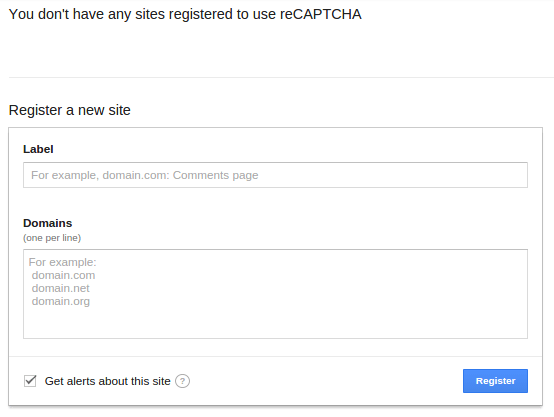 You don't have any sites registered to use reCAPTCHA
Register a new site
Label
For example, domain.com: Comments page
Domains
(one per line)
For example:
domain.com
domain.net
domain.org
Get alerts about this site ?
Register